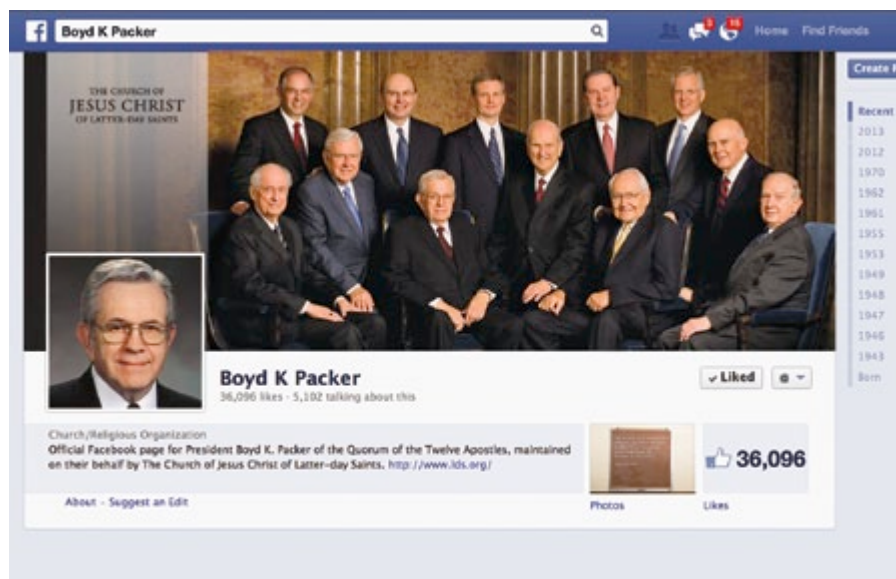 Boyd K Packer
3
16
Home
Find Friends
THE CHURCH OF
JESUS CHRIST
OF LATTER-DAY SAINTS
Create
Recent
2013
2012
1970
1962
1961
1955
1953
1949
1948
1947
1946
1943
Born
Boyd K Packer
36,096 likes · 5,102 talking about this
Liked
Church/Religious Organization
Official Facebook page for President Boyd K. Packer of the Quorum of the Twelve Apostles, maintained
on their behalf by The Church of Jesus Christ of Latter-day Saints. http://www.lds.org/
About - Suggest an Edit
Photos
36,096
Likes